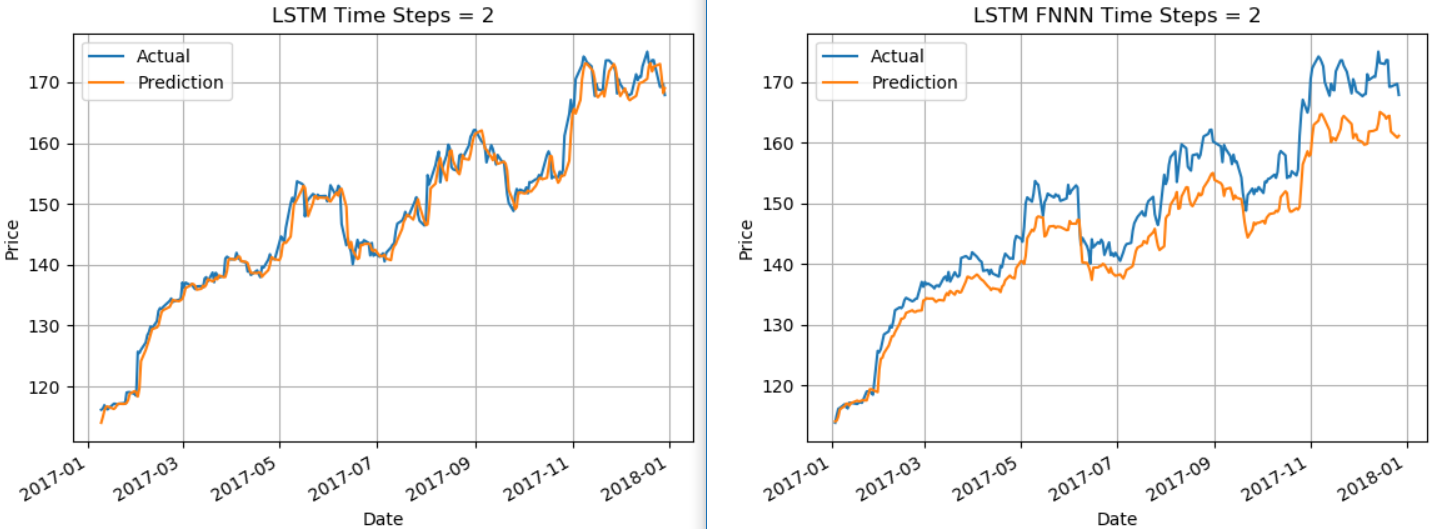 LSTM Time Steps = 2
Actual
Prediction
170
160
150
140
130
120
Price
2017-01
2017-03
2017-05
2017-07
2017-09
2017-11
2018-01
Date
LSTM FNNN Time Steps = 2
Actual
Prediction
170
160
150
140
130
120
Price
2017-01
2017-03
2017-05
2017-07
2017-09
2017-11
2018-01
Date